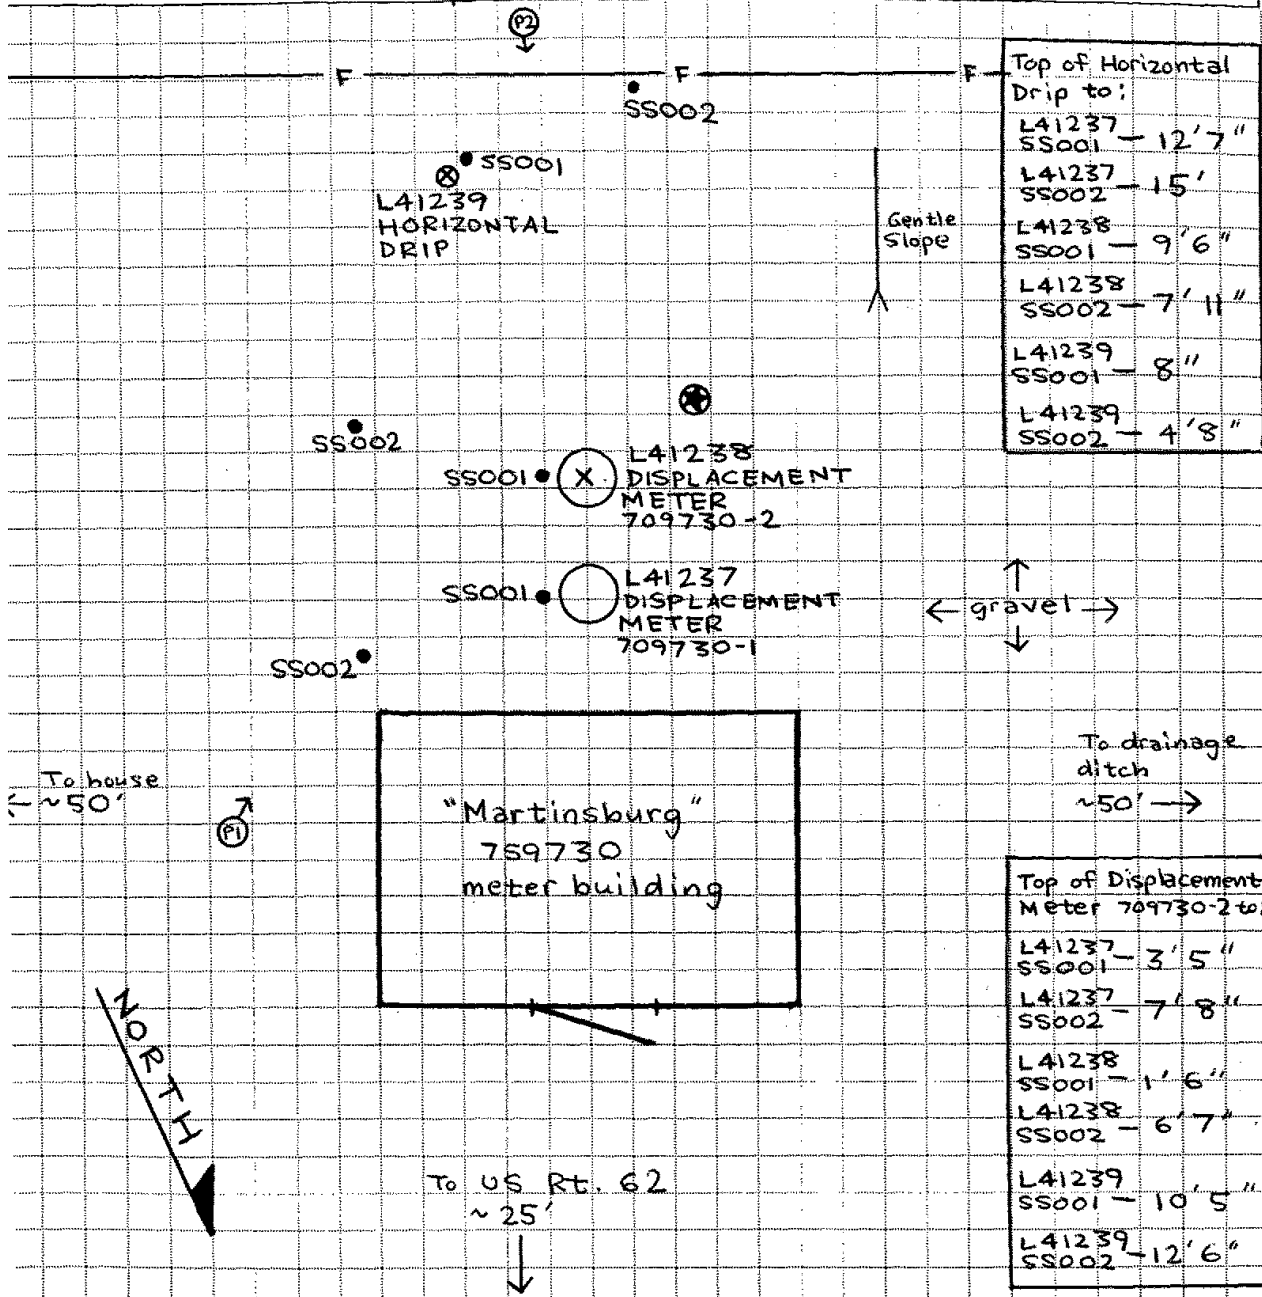 P2
F
F
F
SS002
SS001
L41239
HORIZONTAL
DRIP
Gentle
Slope
Top of Horizontal
Drip to:
L41237
SS001 — 12'7"
L41237
SS002 — 15'
L41238
SS001 — 9'6"
L41238
SS002 — 7'11"
L41239
SS001 — 8"
L41239
SS002 — 4'8"
SS002
SS001
X
L41238
DISPLACEMENT
METER
709730-2
SS001
L41237
DISPLACEMENT
METER
709730-1
SS002
← gravel →
To house
~50'
P1
"Martinsburg"
759730
meter building
To drainage
ditch
~50' →
Top of Displacement
Meter 709730-2 to:
L41237
SS001 — 3'5"
L41237
SS002 — 7'8"
L41238
SS001 — 1'6"
L41238
SS002 — 6'7"
L41239
SS001 — 10'5"
L41239
SS002 — 12'6"
NORTH
To US Rt. 62
~25'